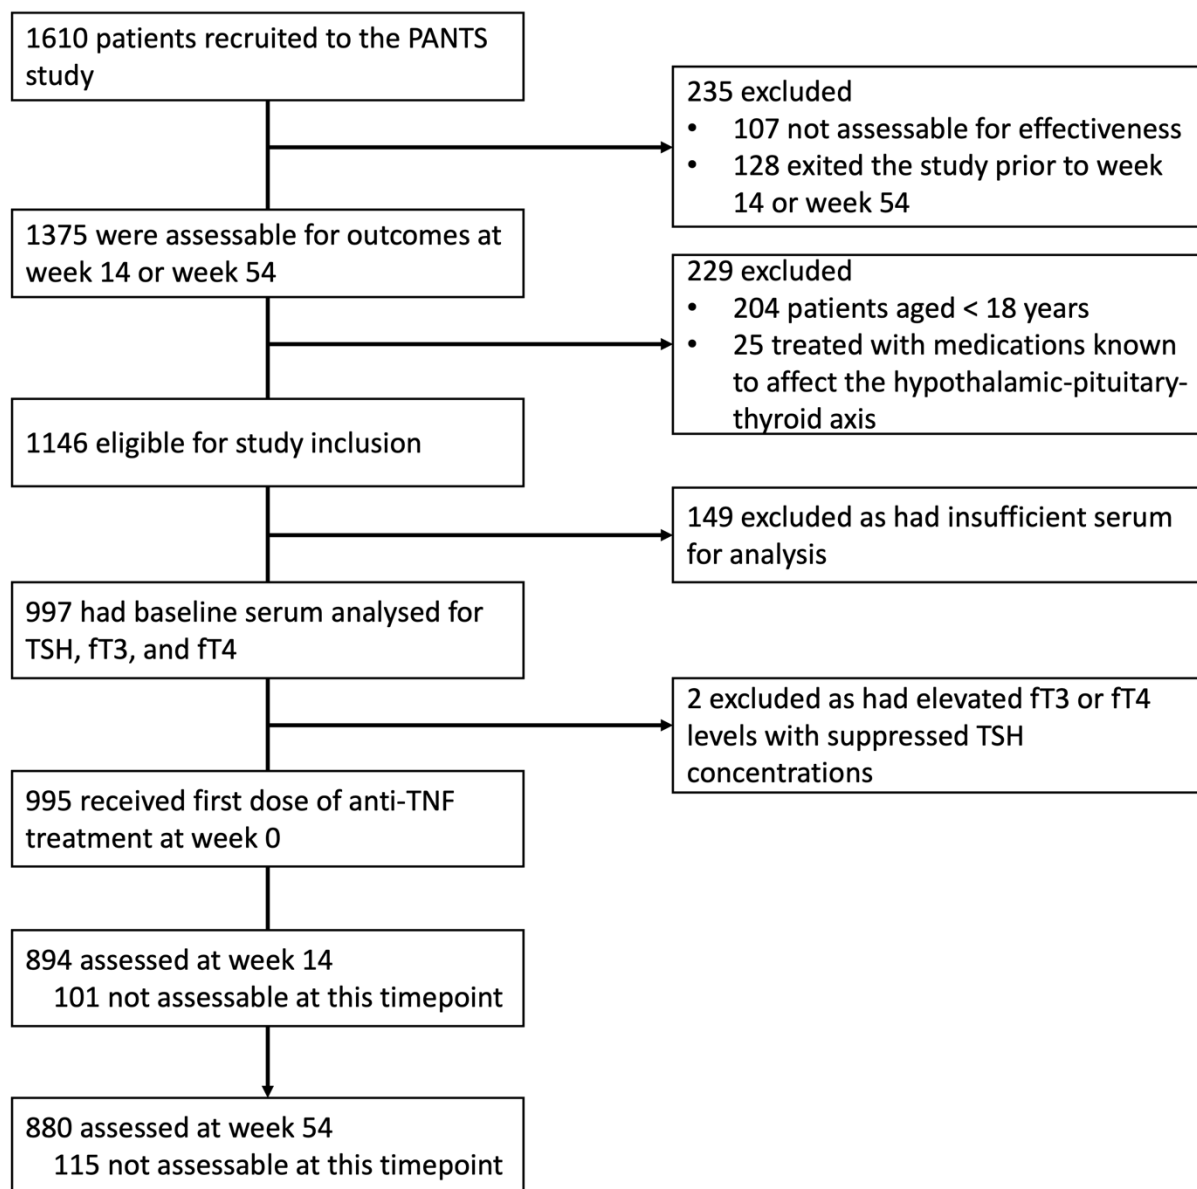 1610 patients recruited to the PANTS
study
235 excluded
• 107 not assessable for effectiveness
• 128 exited the study prior to week
14 or week 54
1375 were assessable for outcomes at
week 14 or week 54
229 excluded
• 204 patients aged < 18 years
• 25 treated with medications known
to affect the hypothalamic-pituitary-
thyroid axis
1146 eligible for study inclusion
149 excluded as had insufficient serum
for analysis
997 had baseline serum analysed for
TSH, fT3, and fT4
2 excluded as had elevated fT3 or fT4
levels with suppressed TSH
concentrations
995 received first dose of anti-TNF
treatment at week 0
894 assessed at week 14
101 not assessable at this timepoint
880 assessed at week 54
115 not assessable at this timepoint